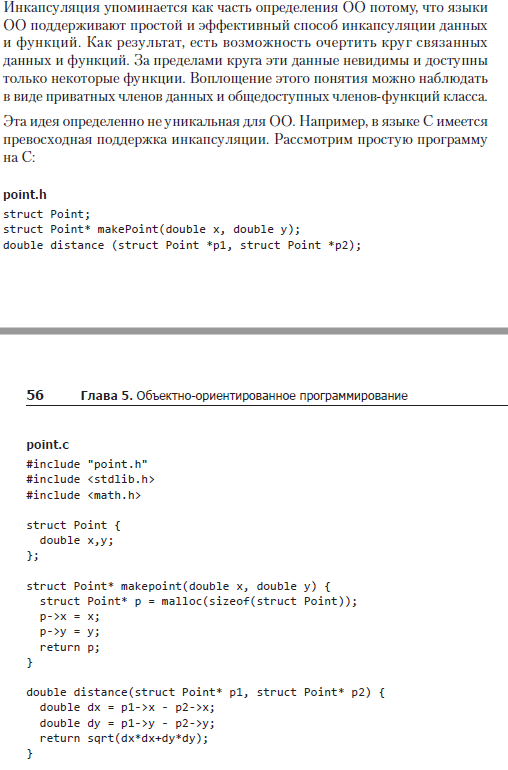 Инкапсуляция упоминается как часть определения ОО потому, что языки
ОО поддерживают простой и эффективный способ инкапсуляции данных
и функций. Как результат, есть возможность очертить круг связанных
данных и функций. За пределами круга эти данные невидимы и доступны
только некоторые функции. Воплощение этого понятия можно наблюдать
в виде приватных членов данных и общедоступных членов-функций класса.
Эта идея определенно не уникальная для ОО. Например, в языке C имеется
превосходная поддержка инкапсуляции. Рассмотрим простую программу
на C:
point.h
struct Point;
struct Point* makePoint(double x, double y);
double distance (struct Point *p1, struct Point *p2);
56 Глава 5. Объектно-ориентированное программирование
point.c
#include "point.h"
#include <stdlib.h>
#include <math.h>
struct Point {
  double x,y;
};
struct Point* makepoint(double x, double y) {
  struct Point* p = malloc(sizeof(struct Point));
  p->x = x;
  p->y = y;
  return p;
}
double distance(struct Point* p1, struct Point* p2) {
  double dx = p1->x - p2->x;
  double dy = p1->y - p2->y;
  return sqrt(dx*dx+dy*dy);
}